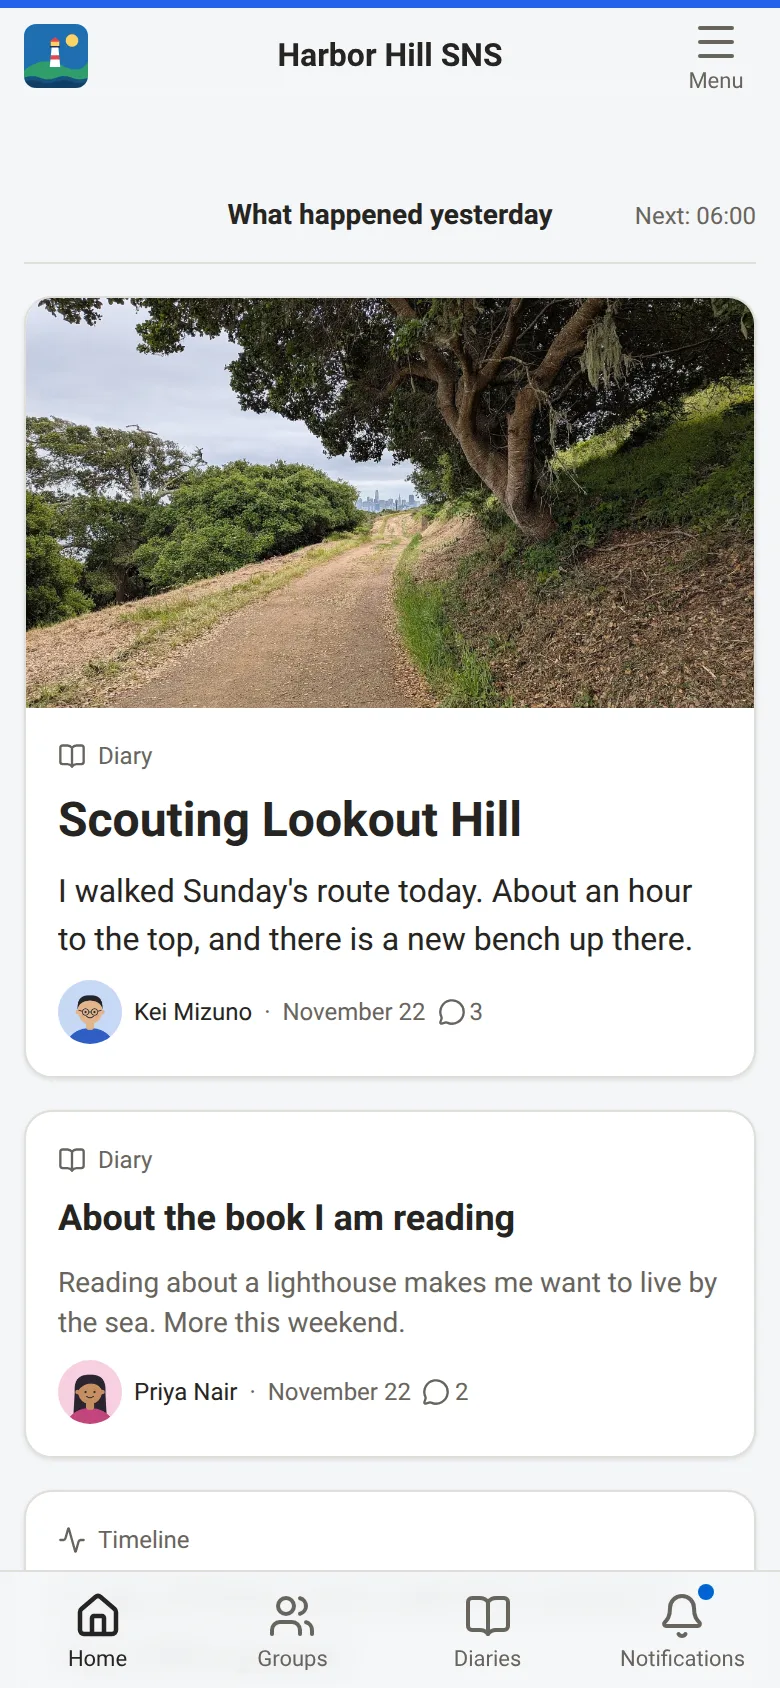 Harbor Hill SNS
Menu
What happened yesterday
Next: 06:00
Diary
Scouting Lookout Hill
I walked Sunday's route today. About an hour
to the top, and there is a new bench up there.
Kei Mizuno · November 22 3
Diary
About the book I am reading
Reading about a lighthouse makes me want to live by
the sea. More this weekend.
Priya Nair · November 22 2
Timeline
Home
Groups
Diaries
Notifications